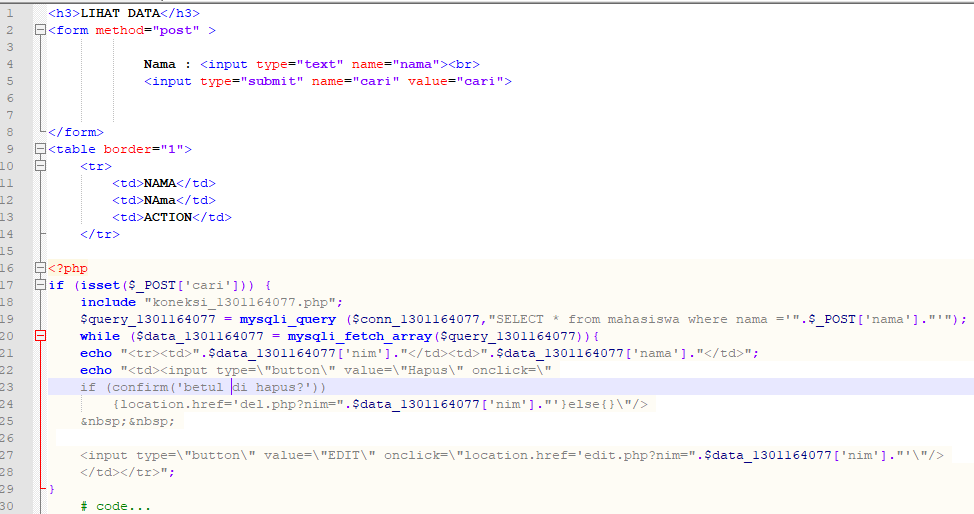 1 <h3>LIHAT DATA</h3>
2 <form method="post" >
3
4 Nama : <input type="text" name="nama"><br>
5 <input type="submit" name="cari" value="cari">
6
7
8 </form>
9 <table border="1">
10 <tr>
11 <td>NAMA</td>
12 <td>NAma</td>
13 <td>ACTION</td>
14 </tr>
15
16 <?php
17 if (isset($_POST['cari'])) {
18 include "koneksi_1301164077.php";
19 $query_1301164077 = mysqli_query ($conn_1301164077,"SELECT * from mahasiswa where nama ='".$_POST['nama']."'");
20 while ($data_1301164077 = mysqli_fetch_array($query_1301164077)){
21 echo "<tr><td>".$data_1301164077['nim']."</td><td>".$data_1301164077['nama']."</td>";
22 echo "<td><input type=\"button\" value=\"Hapus\" onclick=\"
23 if (confirm('betul di hapus?'))
24 {location.href='del.php?nim=".$data_1301164077['nim']."'}else{}\"/>
25 &nbsp;&nbsp;
26
27 <input type=\"button\" value=\"EDIT\" onclick=\"location.href='edit.php?nim=".$data_1301164077['nim']."'\"/>
28 </td></tr>";
29 }
30 # code...